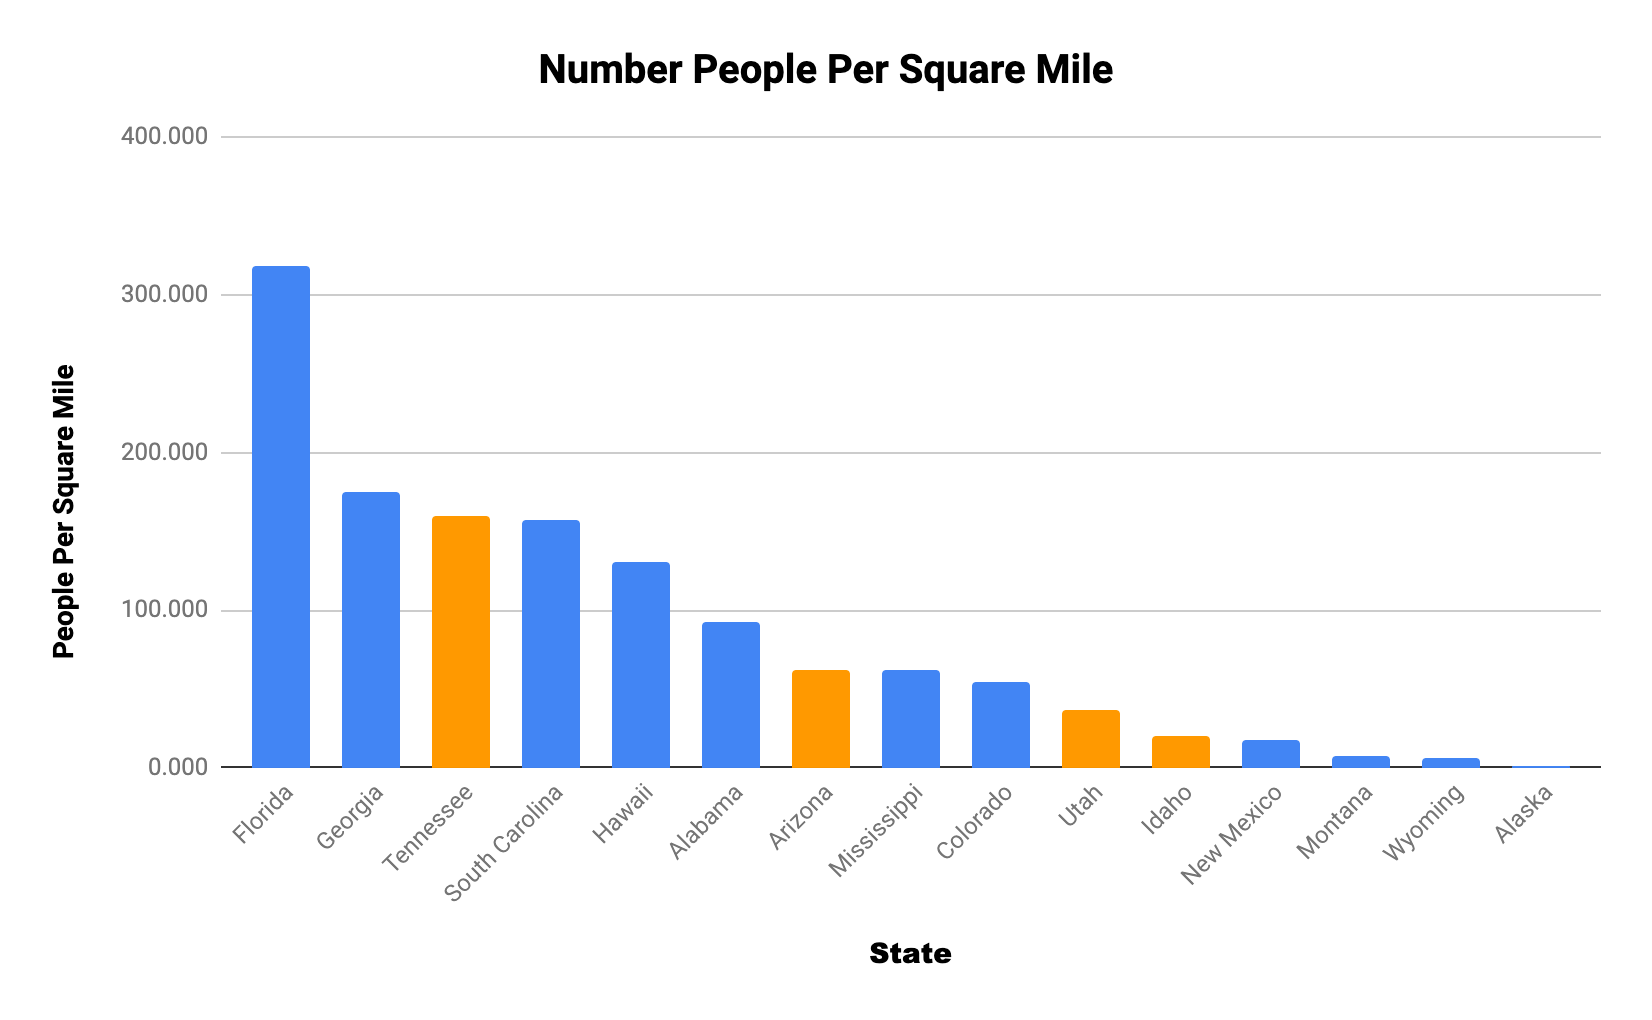 Number People Per Square Mile
People Per Square Mile
400.000
300.000
200.000
100.000
0.000
Florida
Georgia
Tennessee
South Carolina
Hawaii
Alabama
Arizona
Mississippi
Colorado
Utah
Idaho
New Mexico
Montana
Wyoming
Alaska
State